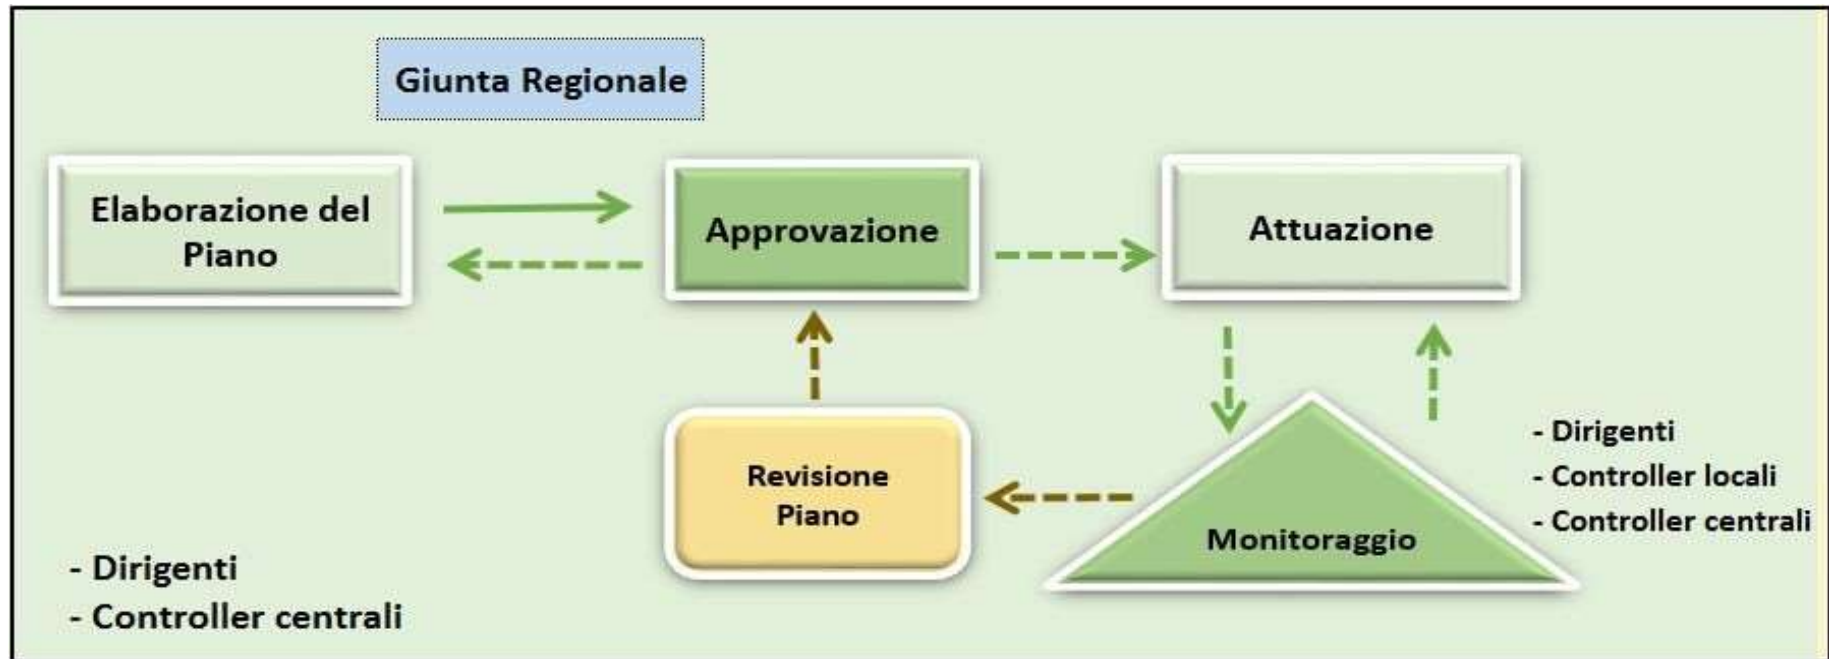 Giunta Regionale
Elaborazione del
Piano
Approvazione
Attuazione
Revisione
Piano
Monitoraggio
- Dirigenti
- Controller locali
- Controller centrali
- Dirigenti
- Controller centrali